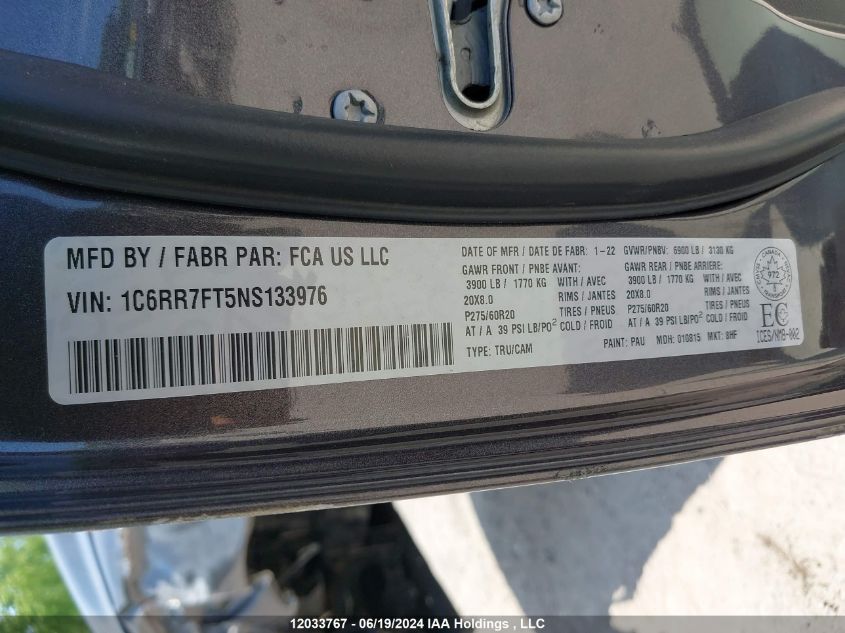 MFD BY / FABR PAR: FCA US LLC
VIN: 1C6RR7FT5NS133976
DATE OF MFR / DATE DE FABR: 1-22 GVWR/PNBV: 6900 LB / 3130 KG
GAWR FRONT / PNBE AVANT: GAWR REAR / PNBE ARRIERE:
3900 LB / 1770 KG WITH / AVEC 3900 LB / 1770 KG WITH / AVEC
20X8.0 RIMS / JANTES 20X8.0 RIMS / JANTES
P275/60R20 TIRES / PNEUS P275/60R20 TIRES / PNEUS
AT / A 39 PSI LB/PO² COLD / FROID AT / A 39 PSI LB/PO² COLD / FROID
TYPE: TRU/CAM PAINT: PAU MDH: 010815 MKT: 8HF
CANADA
972
EC
ICES/NMB-002
12033767 - 06/19/2024 IAA Holdings , LLC